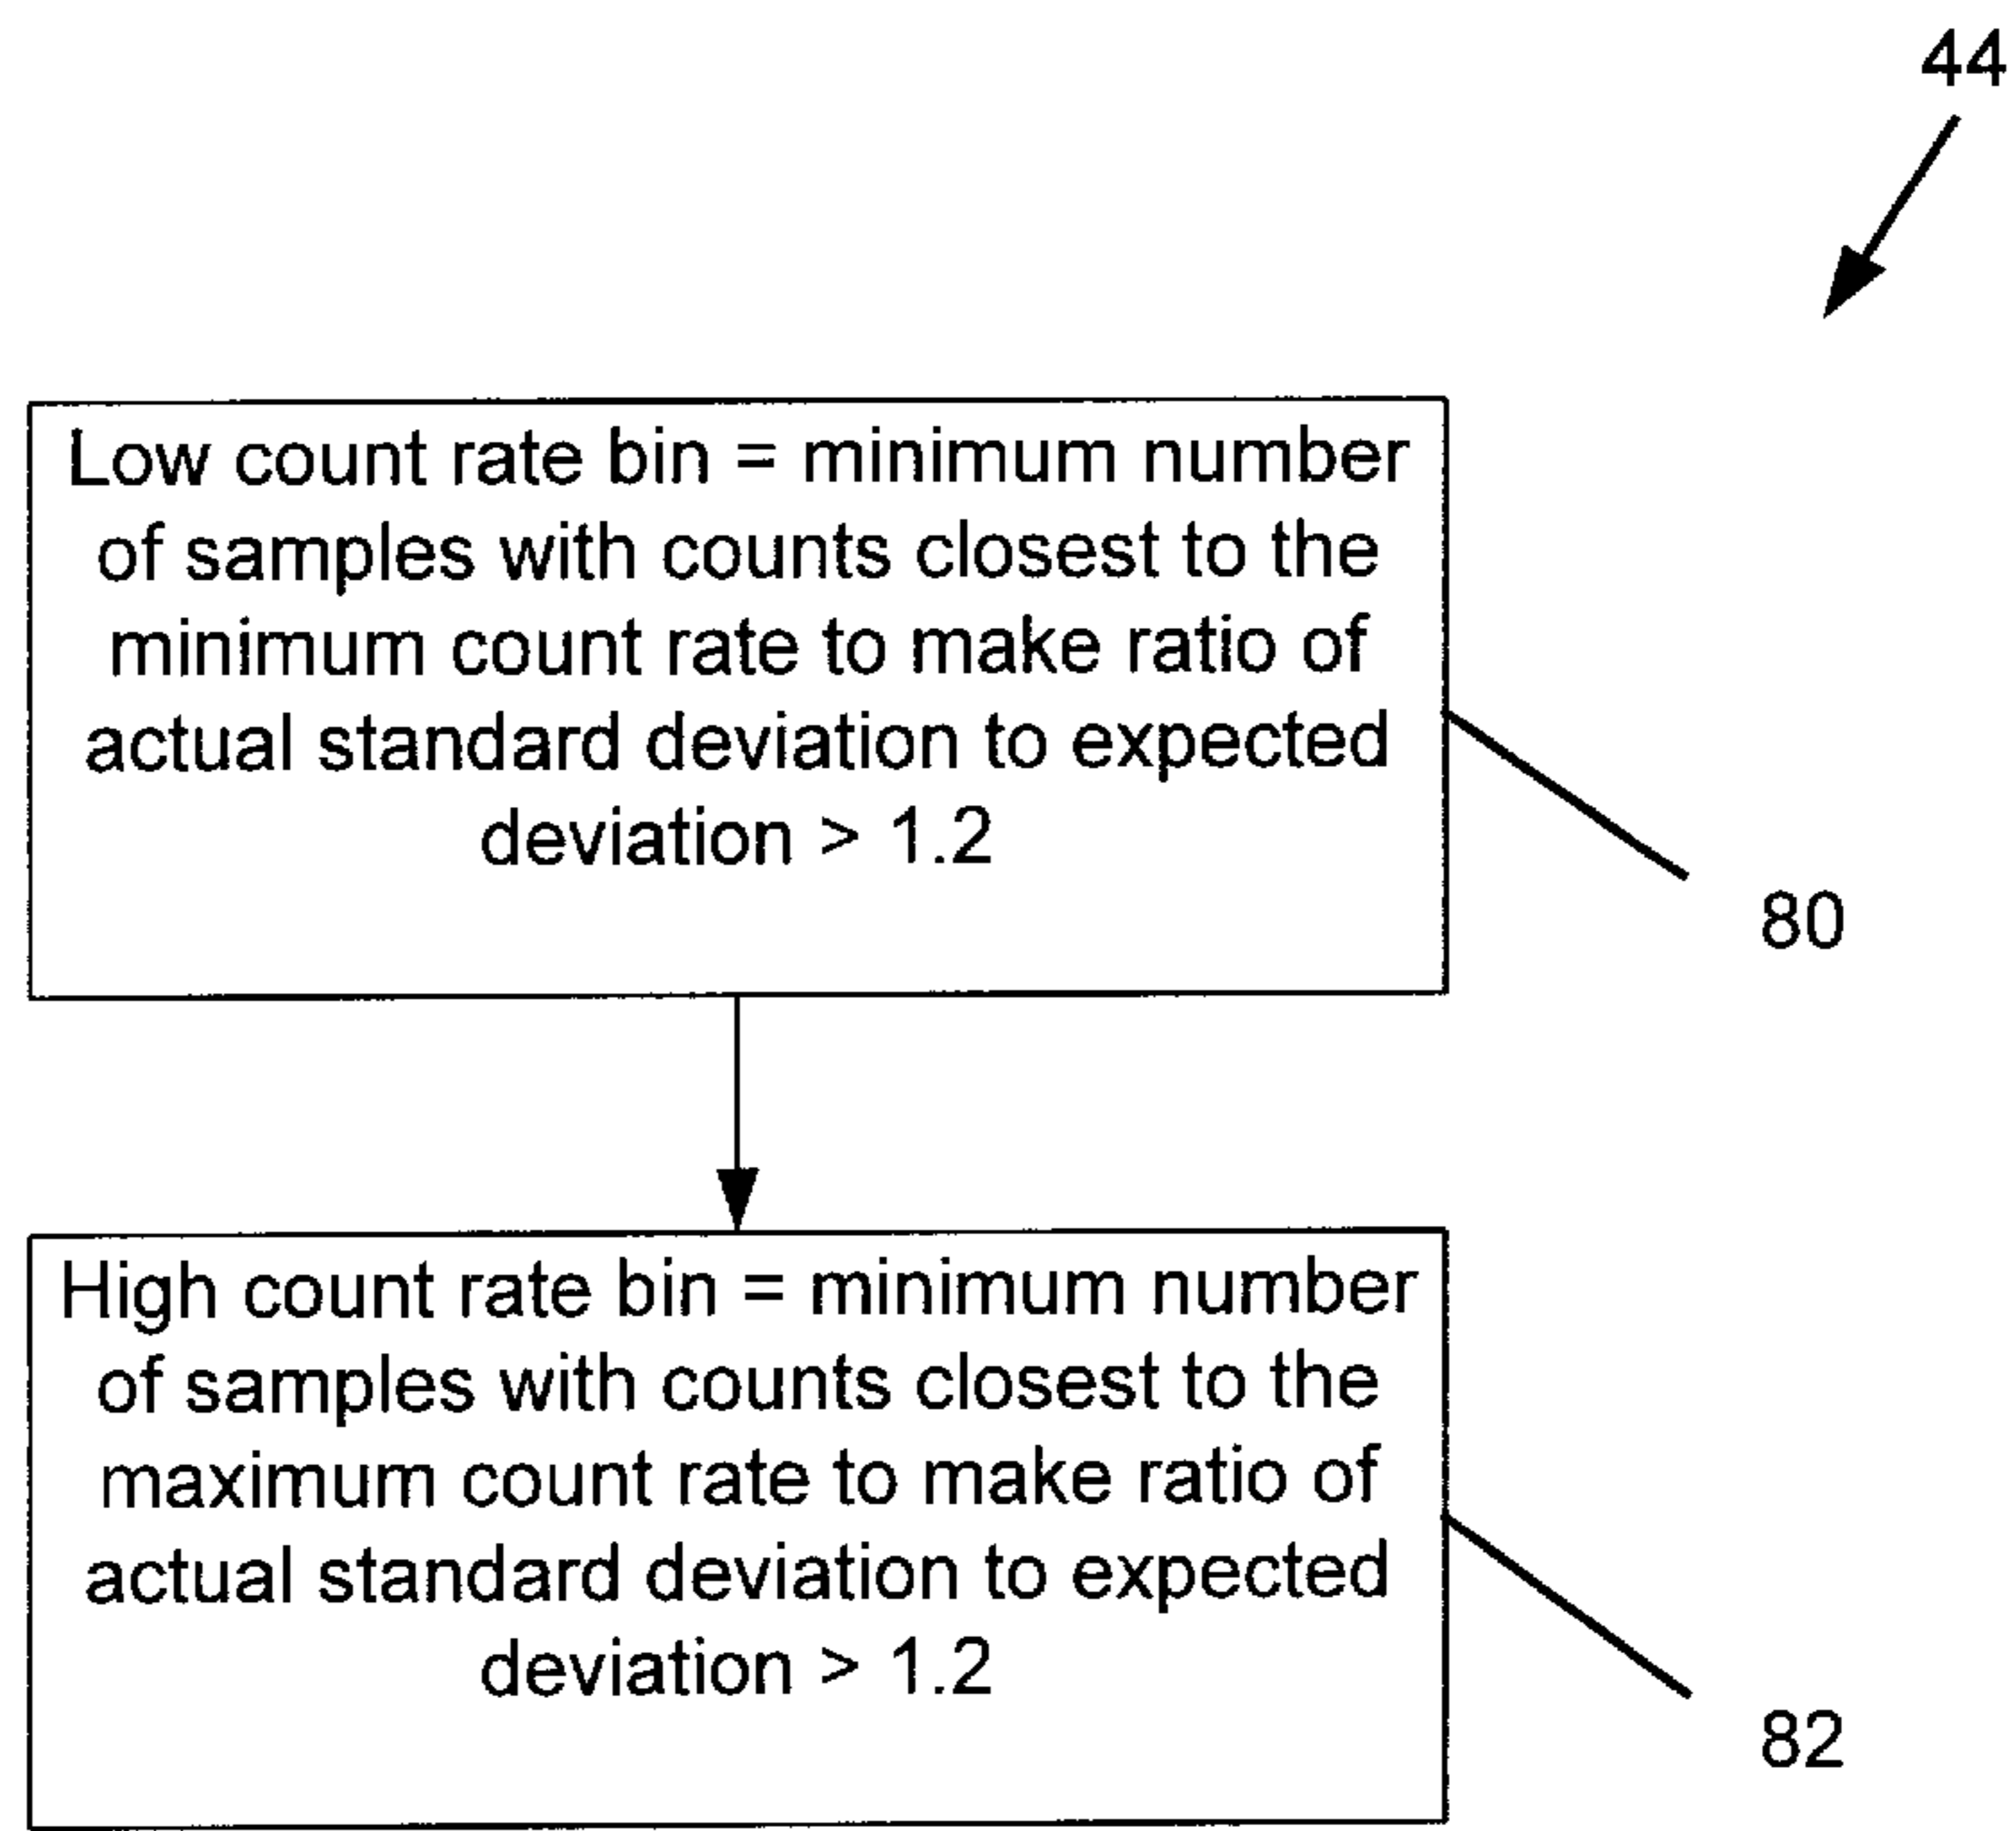 44
Low count rate bin = minimum number
of samples with counts closest to the
minimum count rate to make ratio of
actual standard deviation to expected
deviation > 1.2
80
High count rate bin = minimum number
of samples with counts closest to the
maximum count rate to make ratio of
actual standard deviation to expected
deviation > 1.2
82